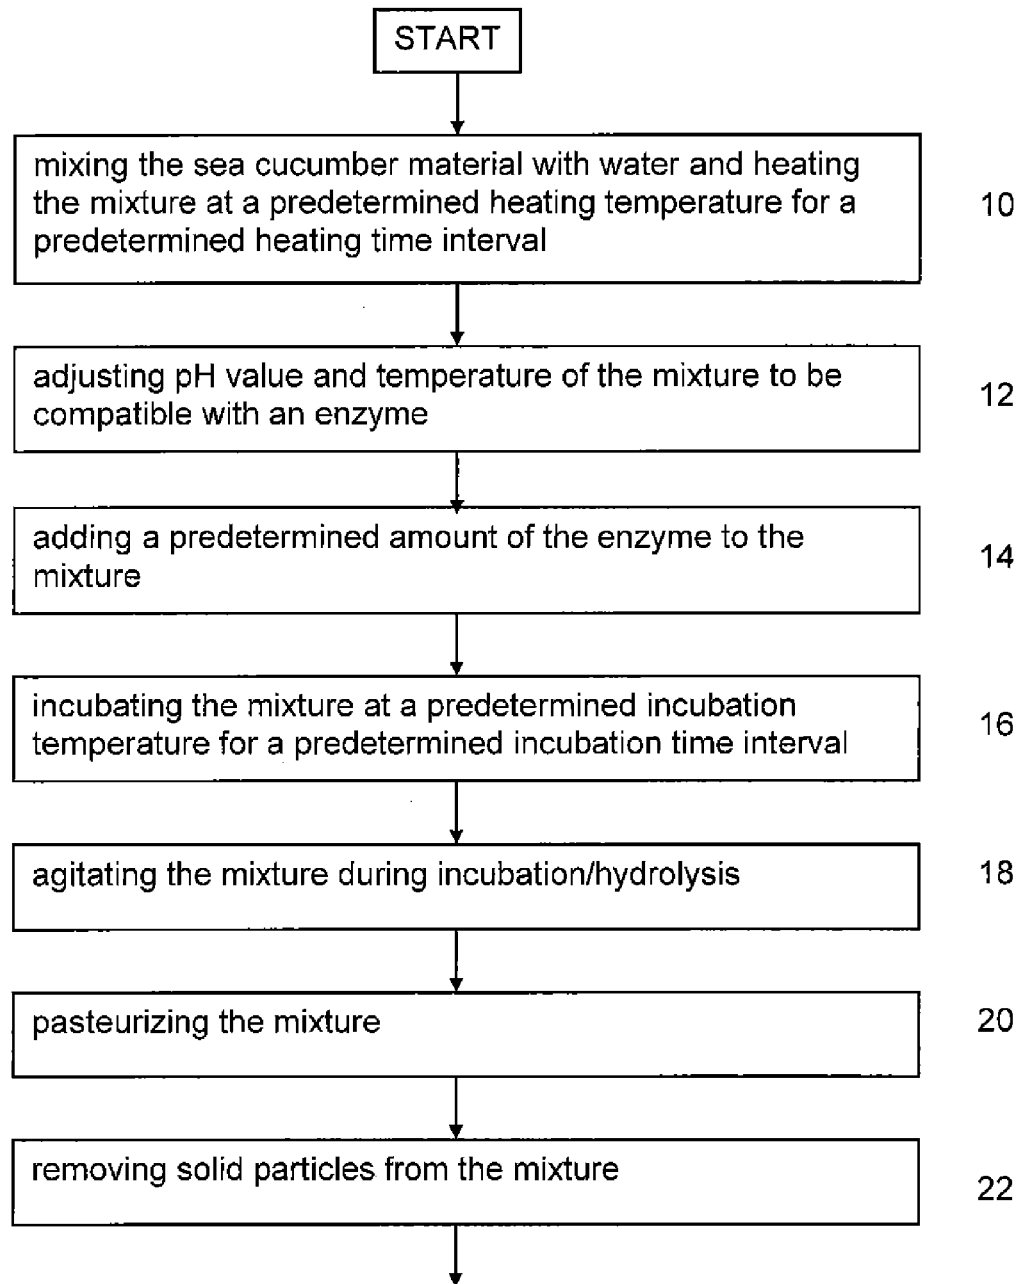 START
mixing the sea cucumber material with water and heating
the mixture at a predetermined heating temperature for a
predetermined heating time interval
10
adjusting pH value and temperature of the mixture to be
compatible with an enzyme
12
adding a predetermined amount of the enzyme to the
mixture
14
incubating the mixture at a predetermined incubation
temperature for a predetermined incubation time interval
16
agitating the mixture during incubation/hydrolysis
18
pasteurizing the mixture
20
removing solid particles from the mixture
22